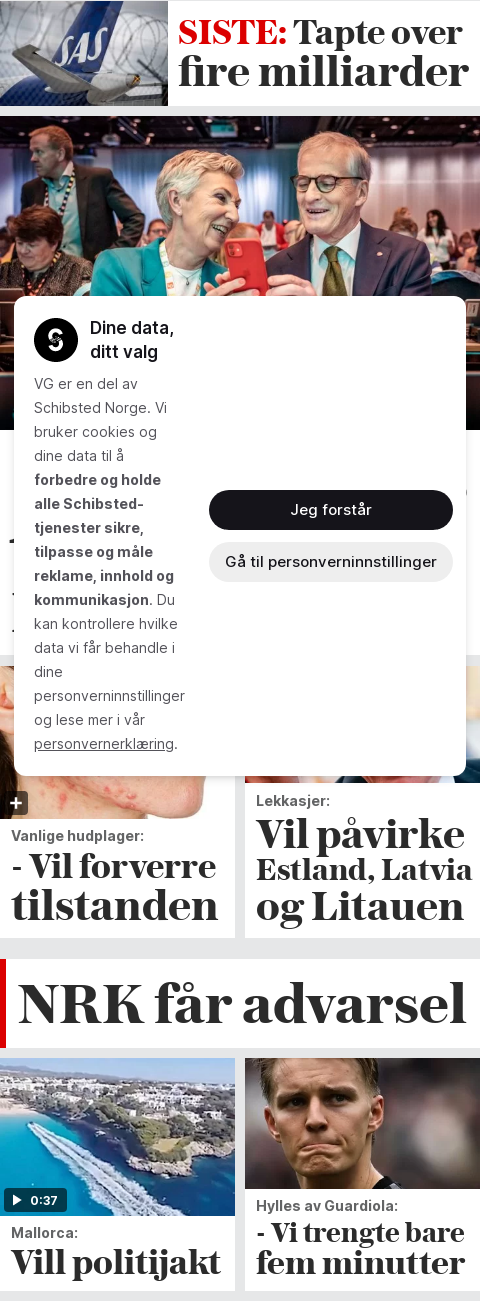 SAS
SISTE: Tapte over
fire milliarder
Dine data,
ditt valg
VG er en del av
Schibsted Norge. Vi
bruker cookies og
dine data til å
forbedre og holde
alle Schibsted-
tjenester sikre,
tilpasse og måle
reklame, innhold og
kommunikasjon. Du
kan kontrollere hvilke
data vi får behandle i
dine
personverninnstillinger
og lese mer i vår
personvernerklæring.
Jeg forstår
Gå til personverninnstillinger
Vanlige hudplager:
- Vil forverre
tilstanden
Lekkasjer:
Vil påvirke
Estland, Latvia
og Litauen
NRK får advarsel
0:37
Mallorca:
Vill politijakt
Hylles av Guardiola:
- Vi trengte bare
fem minutter